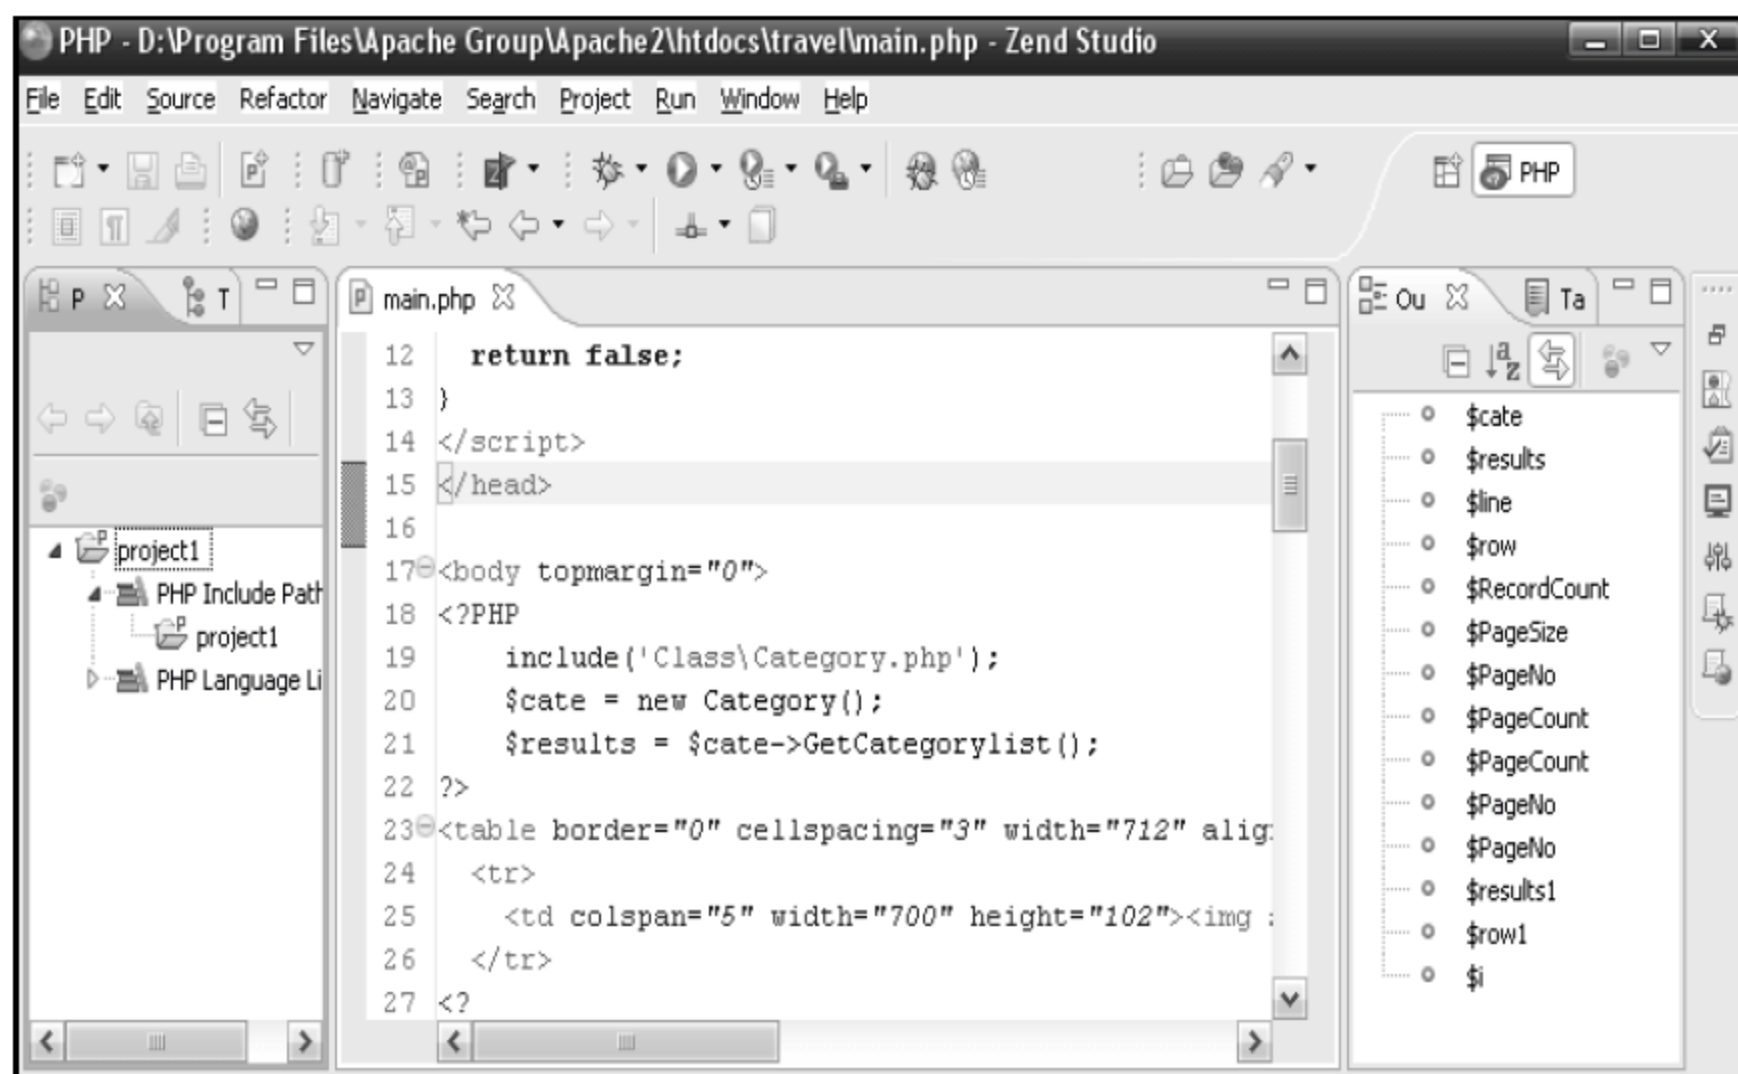 PHP - D:\Program Files\Apache Group\Apache2\htdocs\travel\main.php - Zend Studio
File Edit Source Refactor Navigate Search Project Run Window Help
PHP
P T
main.php
Ou Ta
project1
PHP Include Path
project1
PHP Language Li
12 return false;
13 }
14 </script>
15 </head>
16
17 <body topmargin="0">
18 <?PHP
19 include('Class\Category.php');
20 $cate = new Category();
21 $results = $cate->GetCategorylist();
22 ?>
23 <table border="0" cellspacing="3" width="712" alig
24 <tr>
25 <td colspan="5" width="700" height="102"><img
26 </tr>
27 <?
$cate
$results
$line
$row
$RecordCount
$PageSize
$PageNo
$PageCount
$PageCount
$PageNo
$PageNo
$results1
$row1
$i